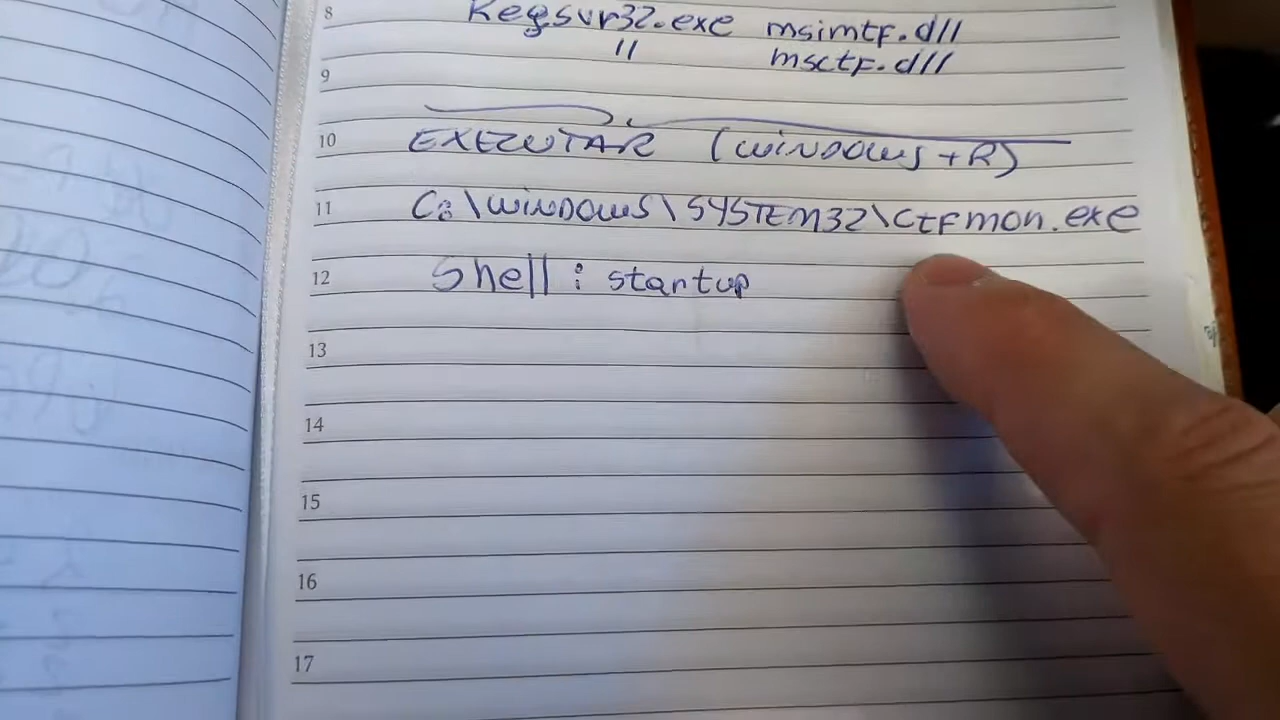 8 Regsvr32.exe msimtf.dll
" msctf.dll
9
10 EXEZUTAR (WINDOWS + R)
11 C:\WINDOWS\SYSTEM32\CTFmon.exe
12 Shell : startup
13
14
15
16
17